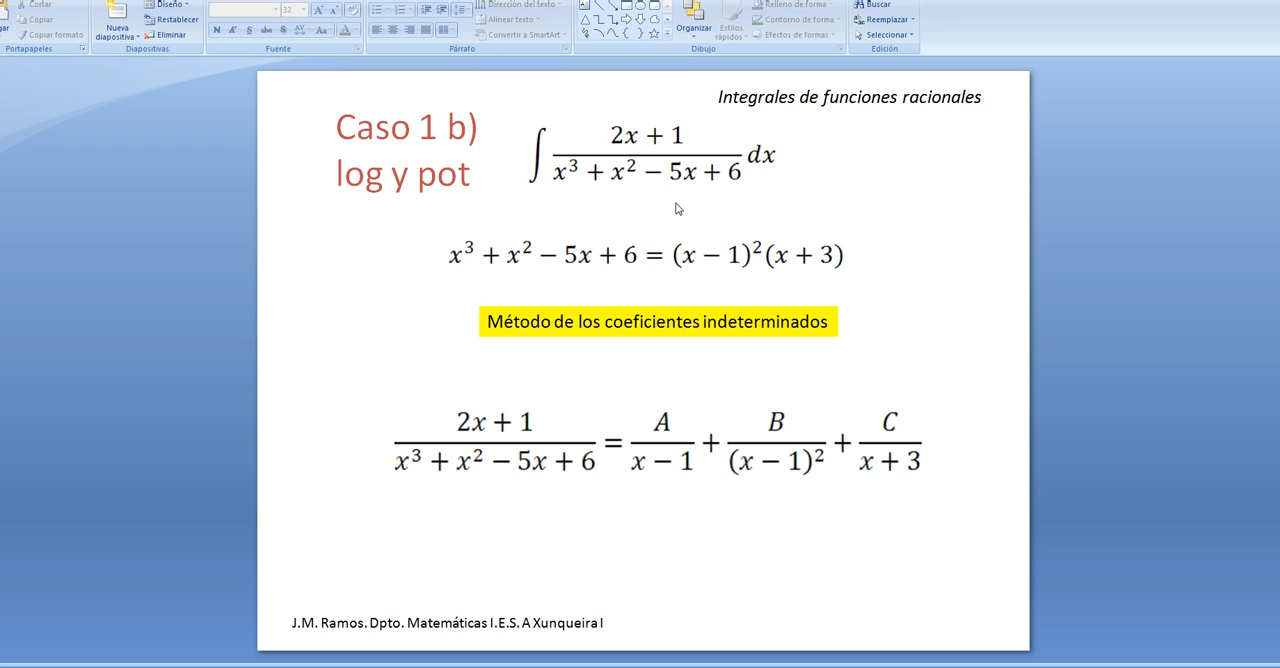 Cortar
Copiar
Copiar formato
Portapapeles
Nueva
diapositiva
Diseño
Restablecer
Eliminar
Diapositivas
32
A A
N K S abc S AV Aa A
Fuente
Párrafo
Dirección del texto
Alinear texto
Convertir a SmartArt
Organizar
Estilos
rápidos
Relleno de forma
Contorno de forma
Efectos de formas
Dibujo
Buscar
Reemplazar
Seleccionar
Edición
Integrales de funciones racionales
Caso 1 b)
log y pot
∫ (2x + 1)/(x³ + x² − 5x + 6) dx
x³ + x² − 5x + 6 = (x − 1)²(x + 3)
Método de los coeficientes indeterminados
(2x + 1)/(x³ + x² − 5x + 6) = A/(x − 1) + B/(x − 1)² + C/(x + 3)
J.M. Ramos. Dpto. Matemáticas I.E.S. A Xunqueira I